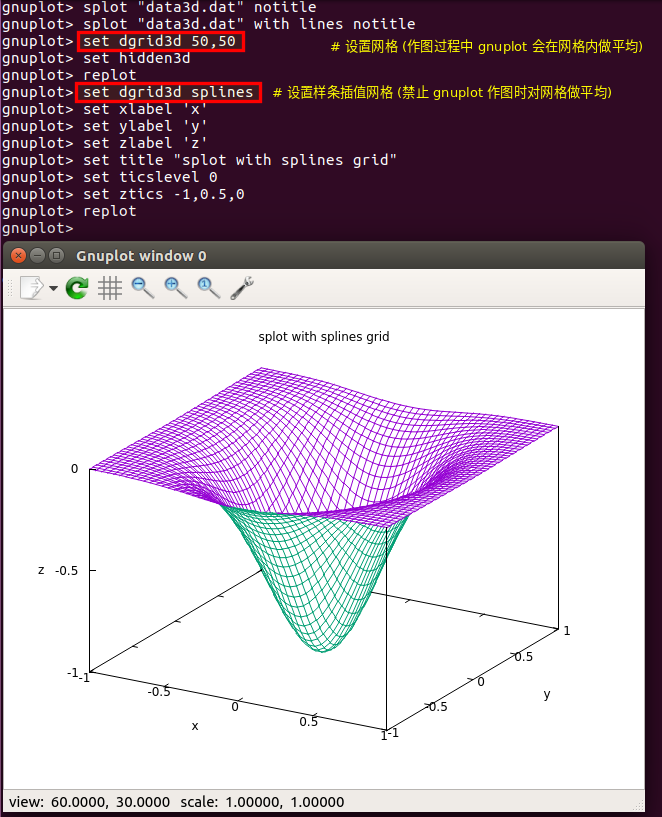 gnuplot> splot "data3d.dat" notitle
gnuplot> splot "data3d.dat" with lines notitle
gnuplot> set dgrid3d 50,50 # 设置网格 (作图过程中 gnuplot 会在网格内做平均)
gnuplot> set hidden3d
gnuplot> replot
gnuplot> set dgrid3d splines # 设置样条插值网格 (禁止 gnuplot 作图时对网格做平均)
gnuplot> set xlabel 'x'
gnuplot> set ylabel 'y'
gnuplot> set zlabel 'z'
gnuplot> set title "splot with splines grid"
gnuplot> set ticslevel 0
gnuplot> set ztics -1,0.5,0
gnuplot> replot
gnuplot>
Gnuplot window 0
1
splot with splines grid
0
z -0.5
-1
-1 -0.5 0 0.5 1
x
-1 -0.5 0 0.5 1
y
view: 60.0000, 30.0000 scale: 1.00000, 1.00000